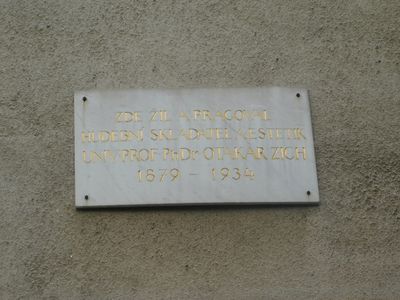 ZDE ŽIL A PRACOVAL
HUDEBNÍ SKLADATEL A ESTETIK
UNIV. PROF. PhDr. OTAKAR ZICH
1879 - 1934